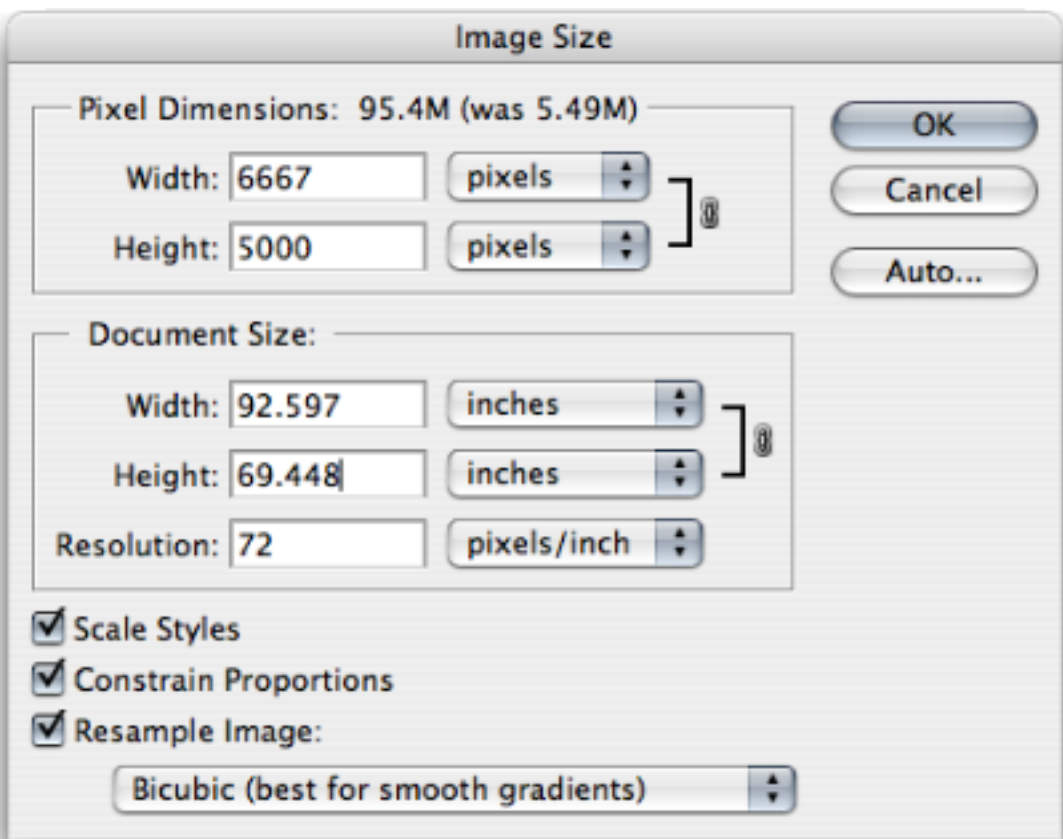 Image Size
Pixel Dimensions: 95.4M (was 5.49M)
OK
Width: 6667 pixels
Cancel
Height: 5000 pixels
Auto...
Document Size:
Width: 92.597 inches
Height: 69.448 inches
Resolution: 72 pixels/inch
Scale Styles
Constrain Proportions
Resample Image:
Bicubic (best for smooth gradients)